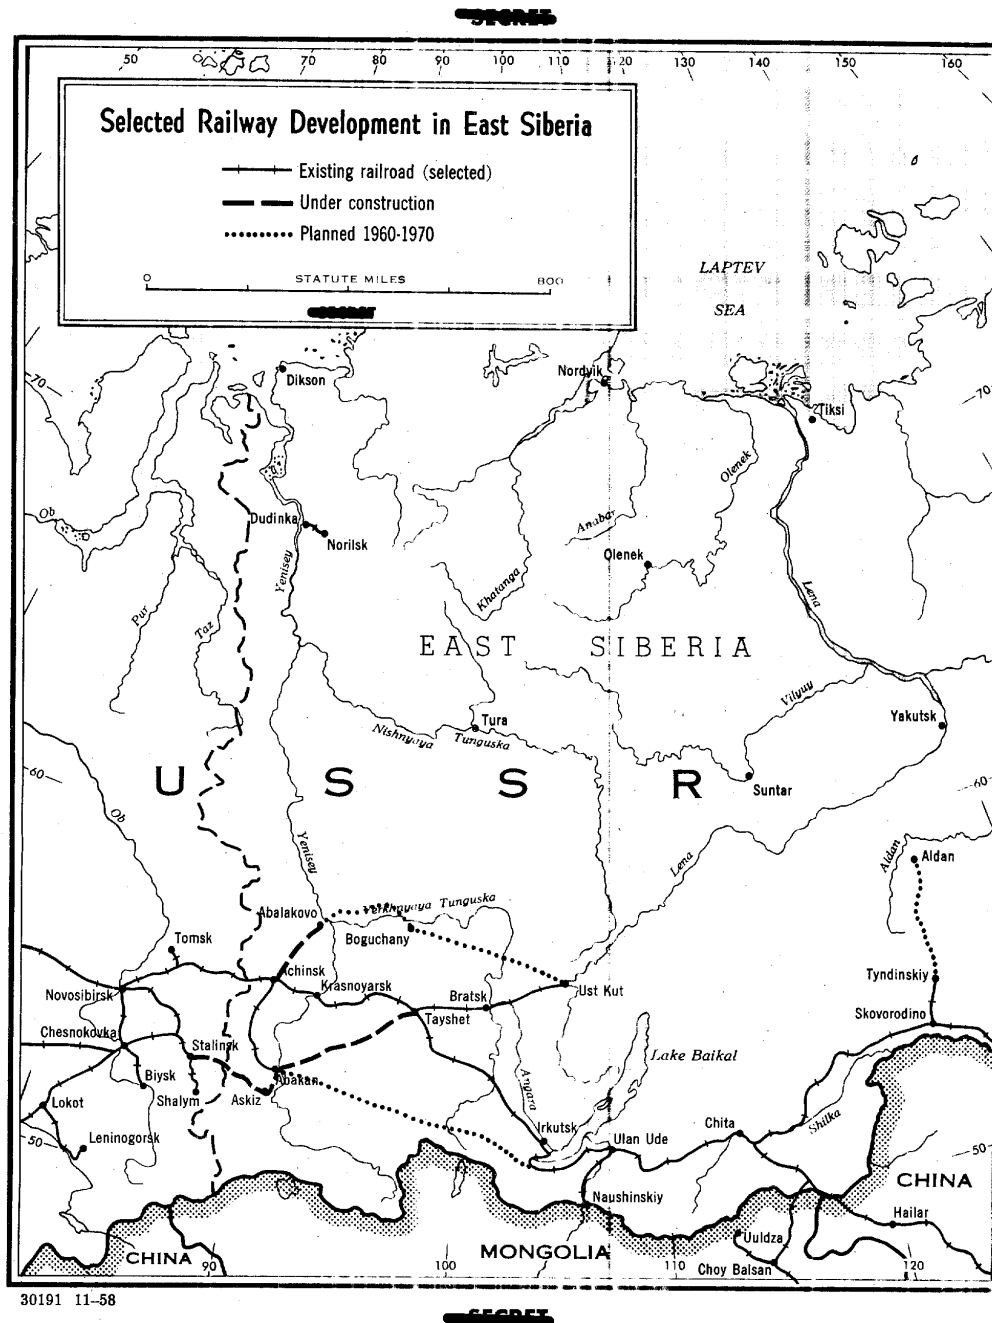 SECRET
50 70 80 90 100 110 120 130 140 150 160
Selected Railway Development in East Siberia
Existing railroad (selected)
Under construction
Planned 1960-1970
0 STATUTE MILES 800
LAPTEV
SEA
70
Dikson
Nordvik
70
Tiksi
Olenek
Ob
Dudinka
Norilsk
Anabar
Yenisey
Olenek
Khatanga
Lena
Pur
Taz
EAST SIBERIA
Vilyuy
Tura
Yakutsk
Nishnyaya Tunguska
60
U S S R
Suntar
60
Ob
Yenisey
Lena
Aldan
Aldan
Verkhnyaya Tunguska
Abalakovo
Boguchany
Tomsk
Achinsk
Tyndinskiy
Krasnoyarsk
Novosibirsk
Bratsk
Ust Kut
Tayshet
Skovorodino
Chesnokovka
Stalinsk
Lake Baikal
Biysk
Abakan
Angara
Shalym
Askiz
Lokot
Shilka
Irkutsk
Ulan Ude
Chita
50
Leninogorsk
50
CHINA
Naushinskiy
Hailar
Uuldza
CHINA
MONGOLIA
Choy Balsan
90 100 110 120
30191 11-58
SECRET